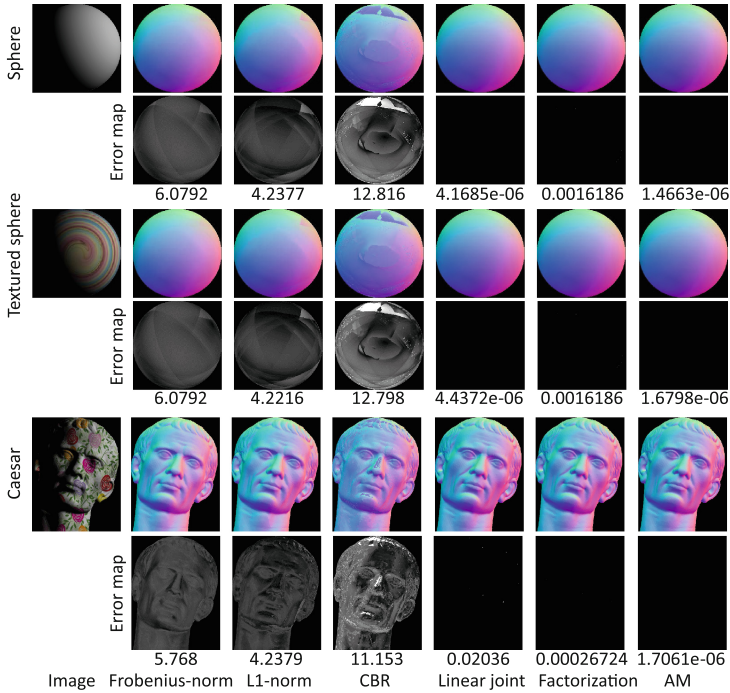 Sphere
Error map
6.0792 4.2377 12.816 4.1685e-06 0.0016186 1.4663e-06
Textured sphere
Error map
6.0792 4.2216 12.798 4.4372e-06 0.0016186 1.6798e-06
Caesar
Error map
5.768 4.2379 11.153 0.02036 0.00026724 1.7061e-06
Image Frobenius-norm L1-norm CBR Linear joint Factorization AM